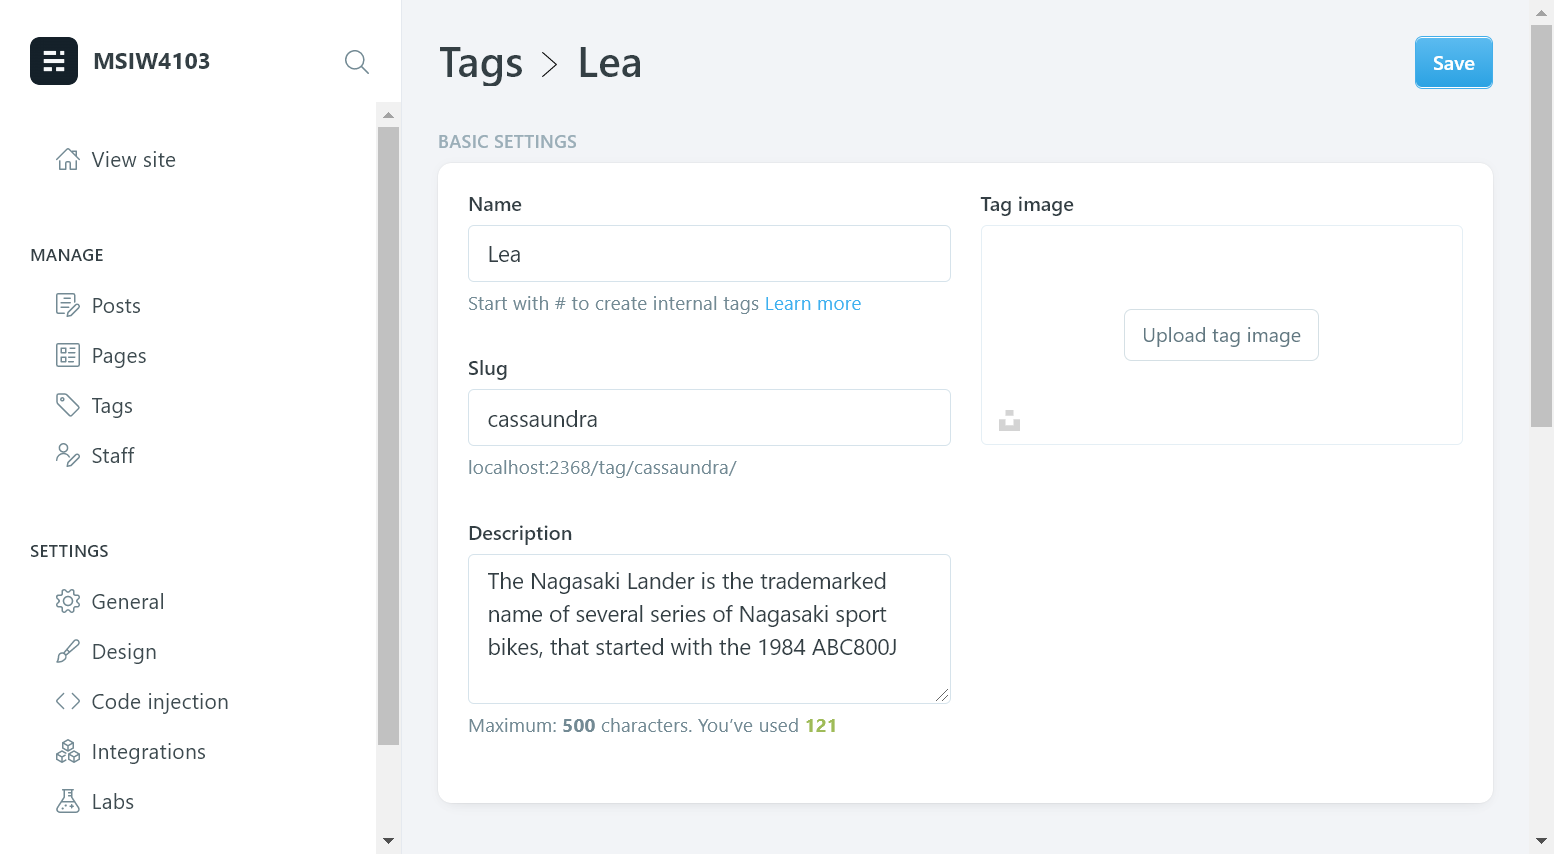 MSIW4103
View site
MANAGE
Posts
Pages
Tags
Staff
SETTINGS
General
Design
Code injection
Integrations
Labs
Tags > Lea
Save
BASIC SETTINGS
Name
Lea
Start with # to create internal tags Learn more
Slug
cassaundra
localhost:2368/tag/cassaundra/
Description
The Nagasaki Lander is the trademarked
name of several series of Nagasaki sport
bikes, that started with the 1984 ABC800J
Maximum: 500 characters. You’ve used 121
Tag image
Upload tag image